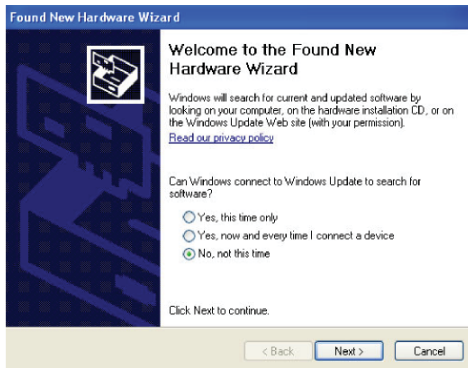 Found New Hardware Wizard
Welcome to the Found New
Hardware Wizard
Windows will search for current and updated software by
looking on your computer, on the hardware installation CD, or on
the Windows Update Web site (with your permission).
Read our privacy policy
Can Windows connect to Windows Update to search for
software?
Yes, this time only
Yes, now and every time I connect a device
No, not this time
Click Next to continue.
< Back
Next >
Cancel